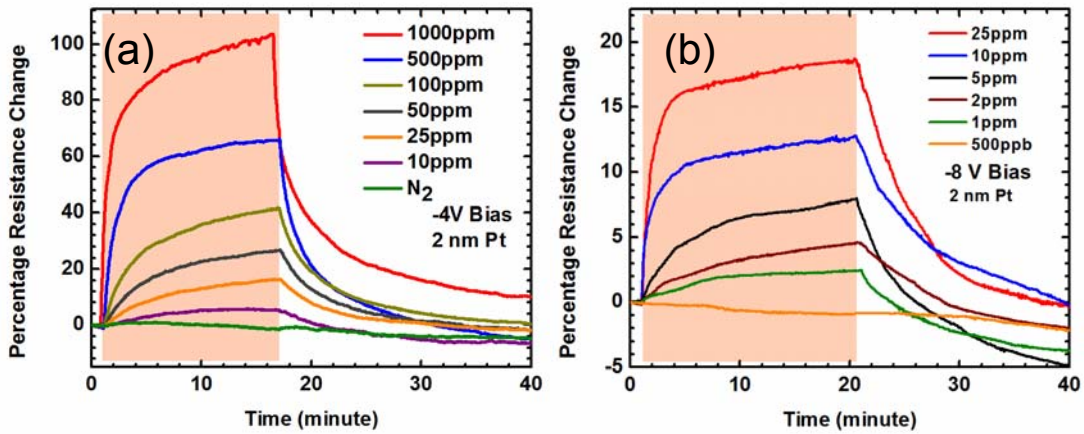 (a)
Percentage Resistance Change
100
80
60
40
20
0
1000ppm
500ppm
100ppm
50ppm
25ppm
10ppm
N2
-4V Bias
2 nm Pt
0 10 20 30 40
Time (minute)
(b)
Percentage Resistance Change
20
15
10
5
0
-5
25ppm
10ppm
5ppm
2ppm
1ppm
500ppb
-8 V Bias
2 nm Pt
0 10 20 30 40
Time (minute)